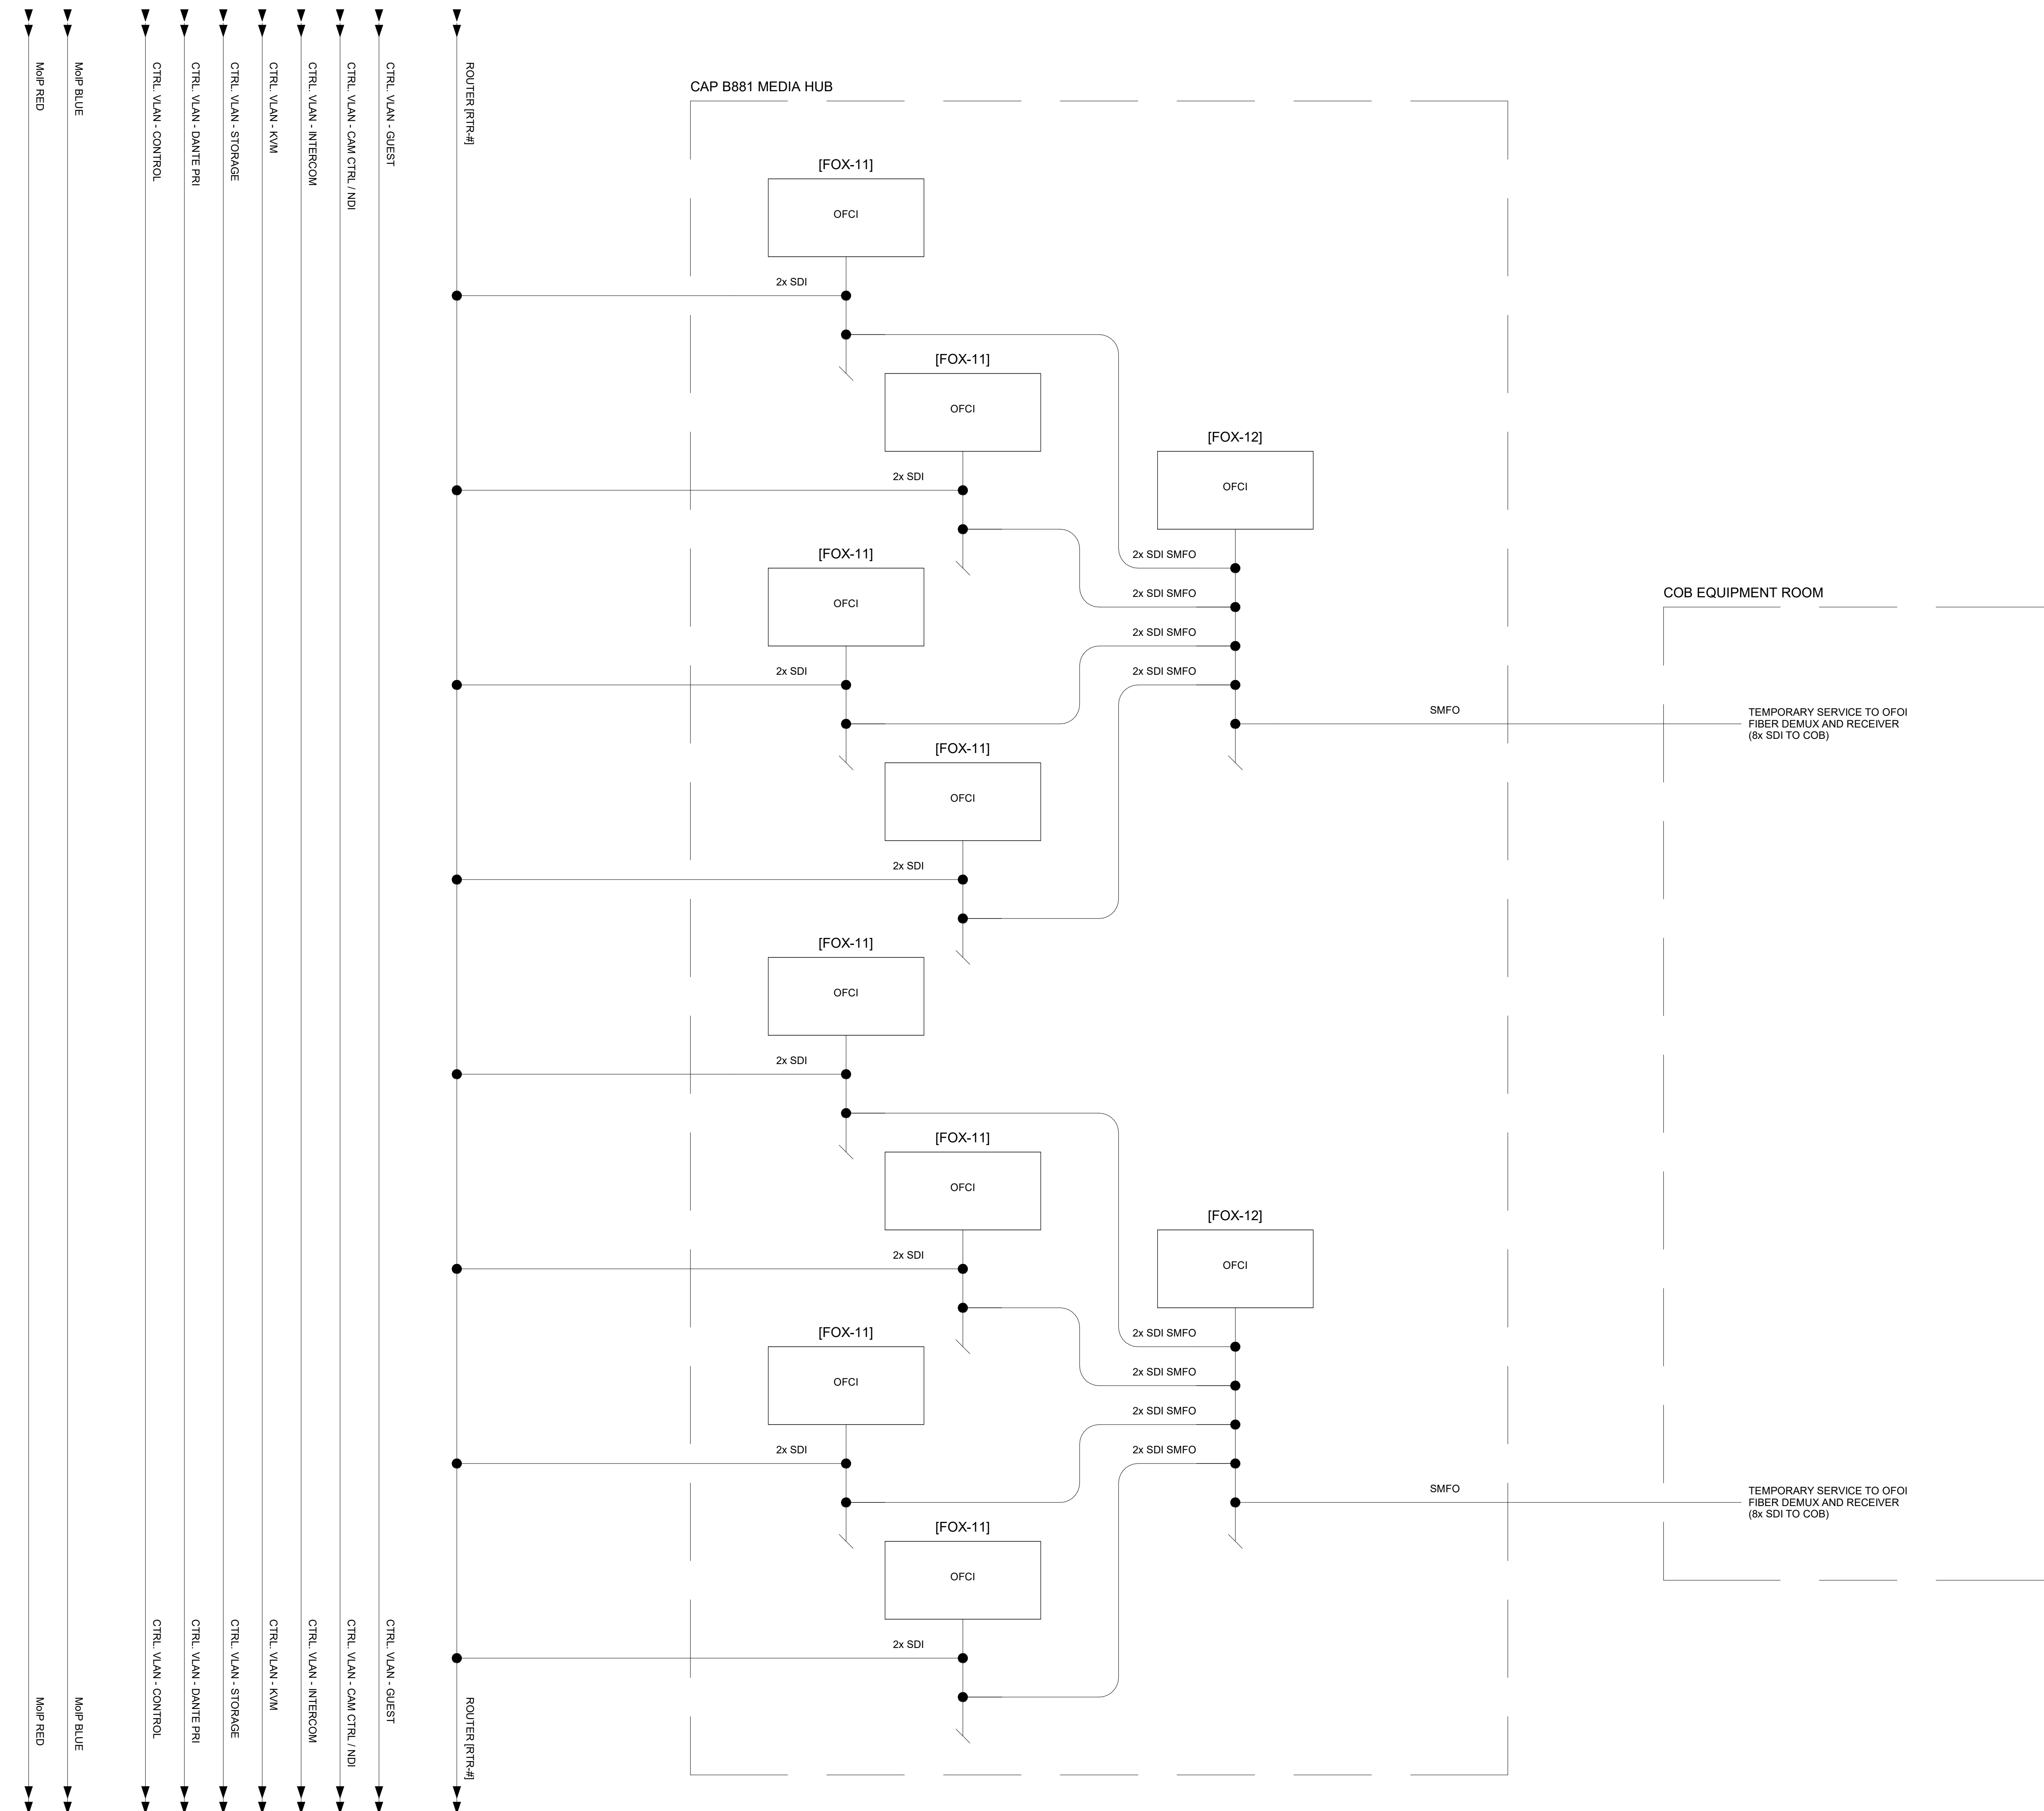 MoIP RED
MoIP BLUE
CTRL. VLAN - CONTROL
CTRL. VLAN - DANTE PRI
CTRL. VLAN - STORAGE
CTRL. VLAN - KVM
CTRL. VLAN - INTERCOM
CTRL. VLAN - CAM CTRL / NDI
CTRL. VLAN - GUEST
ROUTER [RTR-#]
CAP B881 MEDIA HUB
[FOX-11]
OFCI
2x SDI
[FOX-11]
OFCI
2x SDI
[FOX-12]
OFCI
[FOX-11]
OFCI
2x SDI
2x SDI SMFO
2x SDI SMFO
2x SDI SMFO
2x SDI SMFO
COB EQUIPMENT ROOM
SMFO
TEMPORARY SERVICE TO OFOI
FIBER DEMUX AND RECEIVER
(8x SDI TO COB)
[FOX-11]
OFCI
2x SDI
[FOX-11]
OFCI
2x SDI
[FOX-11]
OFCI
2x SDI
[FOX-12]
OFCI
[FOX-11]
OFCI
2x SDI
2x SDI SMFO
2x SDI SMFO
2x SDI SMFO
2x SDI SMFO
SMFO
TEMPORARY SERVICE TO OFOI
FIBER DEMUX AND RECEIVER
(8x SDI TO COB)
[FOX-11]
OFCI
2x SDI
MoIP RED
MoIP BLUE
CTRL. VLAN - CONTROL
CTRL. VLAN - DANTE PRI
CTRL. VLAN - STORAGE
CTRL. VLAN - KVM
CTRL. VLAN - INTERCOM
CTRL. VLAN - CAM CTRL / NDI
CTRL. VLAN - GUEST
ROUTER [RTR-#]